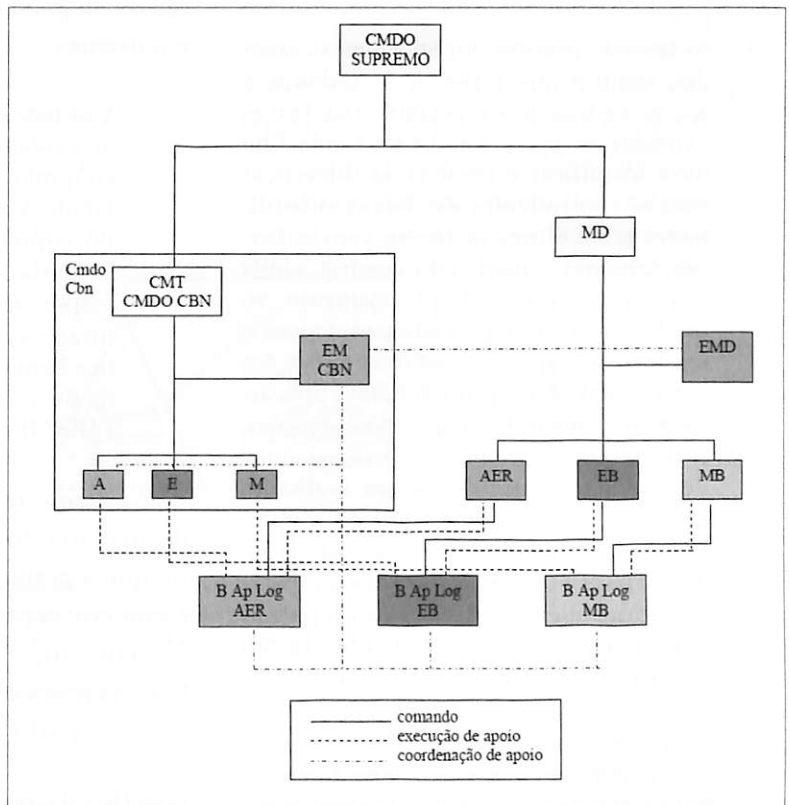 CMDO
SUPREMO
MD
Cmdo
Cbn
CMT
CMDO CBN
EM
CBN
EMD
A
E
M
AER
EB
MB
B Ap Log
AER
B Ap Log
EB
B Ap Log
MB
comando
execução de apoio
coordenação de apoio